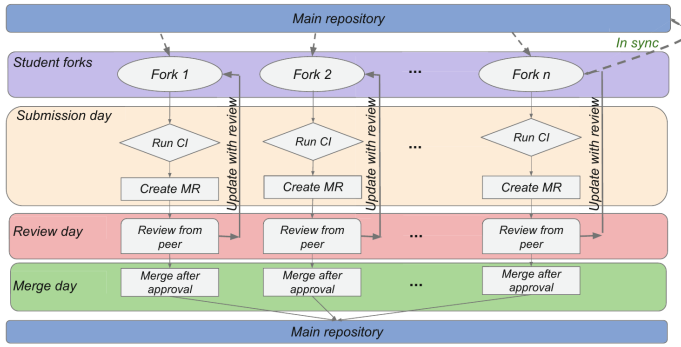 Main repository
In sync
Student forks
Fork 1
Fork 2
...
Fork n
Submission day
Run CI
Run CI
...
Run CI
Create MR
Create MR
Create MR
Update with review
Update with review
Update with review
Review day
Review from
peer
Review from
peer
...
Review from
peer
Merge day
Merge after
approval
Merge after
approval
...
Merge after
approval
Main repository